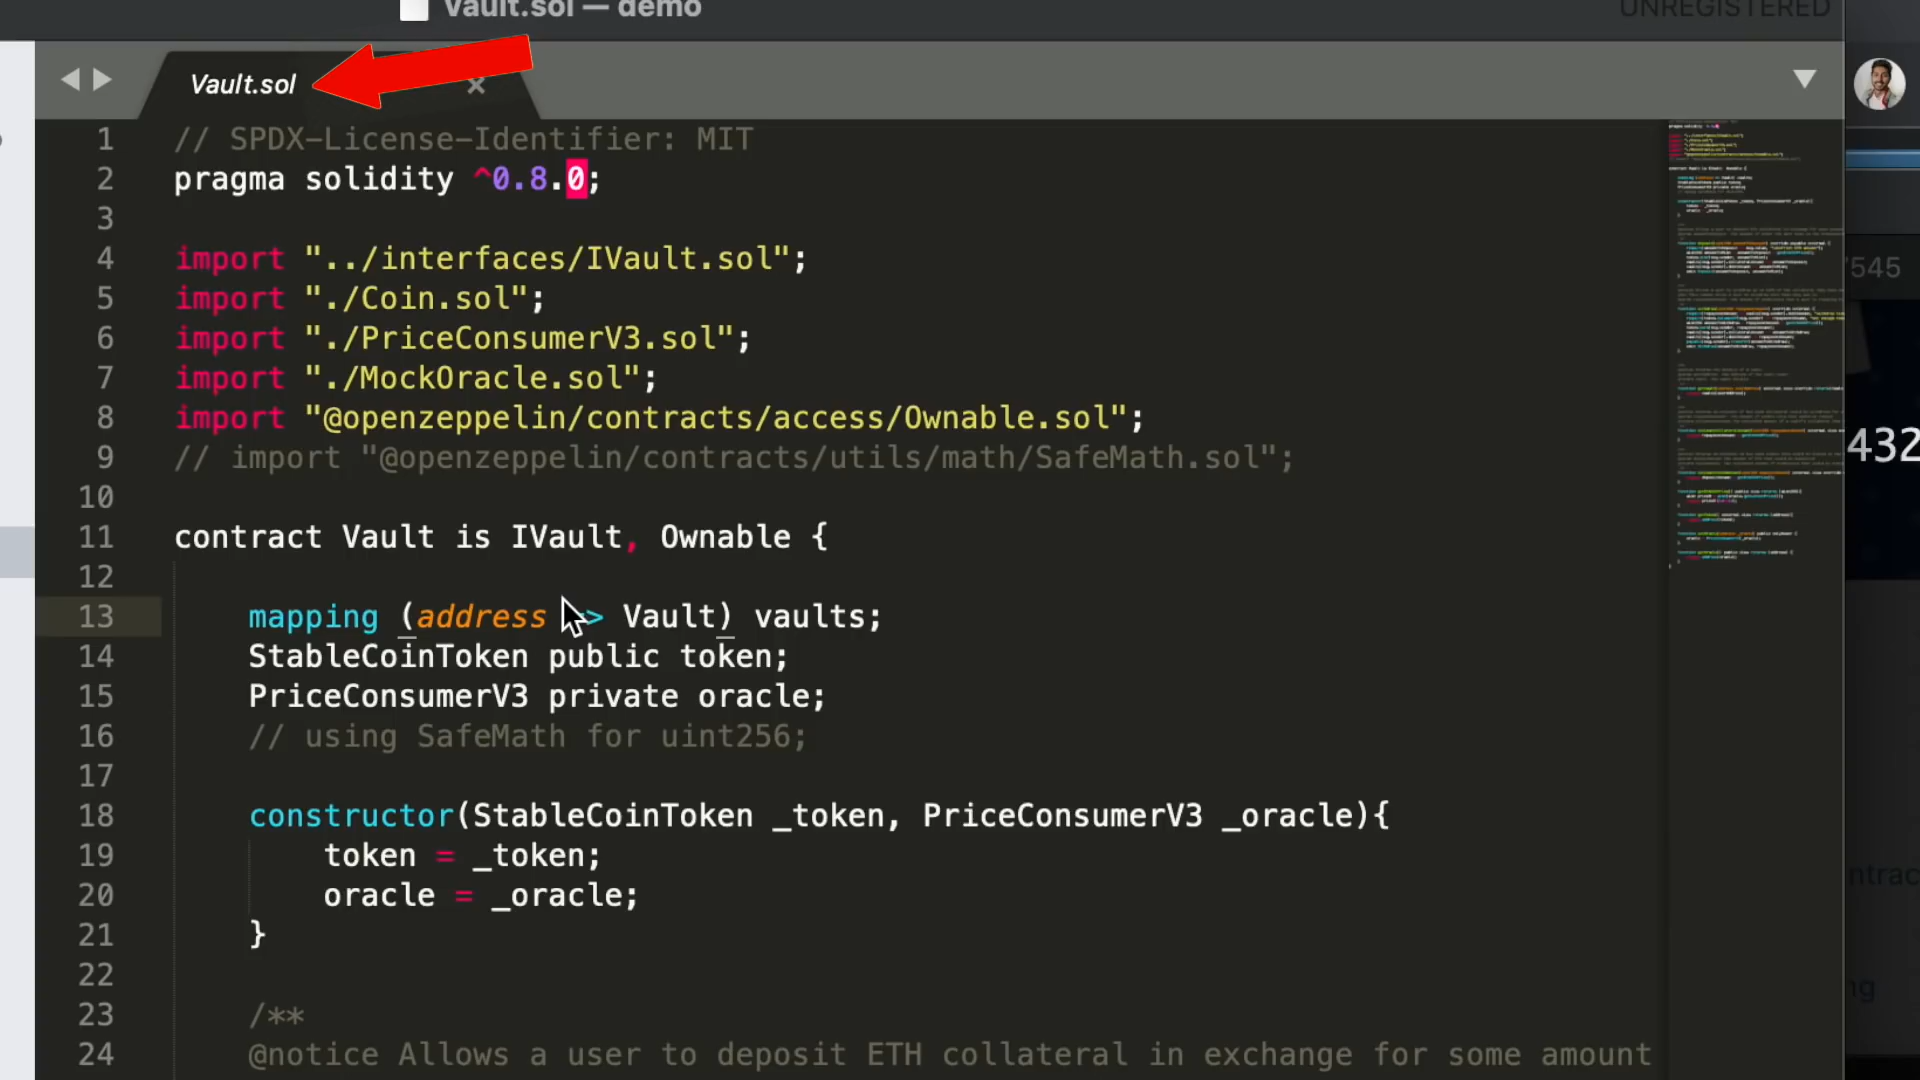 Vault.sol — demo
UNREGISTERED
Vault.sol
1 // SPDX-License-Identifier: MIT
2 pragma solidity ^0.8.0;
3
4 import "../interfaces/IVault.sol";
5 import "./Coin.sol";
6 import "./PriceConsumerV3.sol";
7 import "./MockOracle.sol";
8 import "@openzeppelin/contracts/access/Ownable.sol";
9 // import "@openzeppelin/contracts/utils/math/SafeMath.sol";
10
11 contract Vault is IVault, Ownable {
12
13 mapping (address => Vault) vaults;
14 StableCoinToken public token;
15 PriceConsumerV3 private oracle;
16 // using SafeMath for uint256;
17
18 constructor(StableCoinToken _token, PriceConsumerV3 _oracle){
19 token = _token;
20 oracle = _oracle;
21 }
22
23 /**
24 @notice Allows a user to deposit ETH collateral in exchange for some amount
545
432